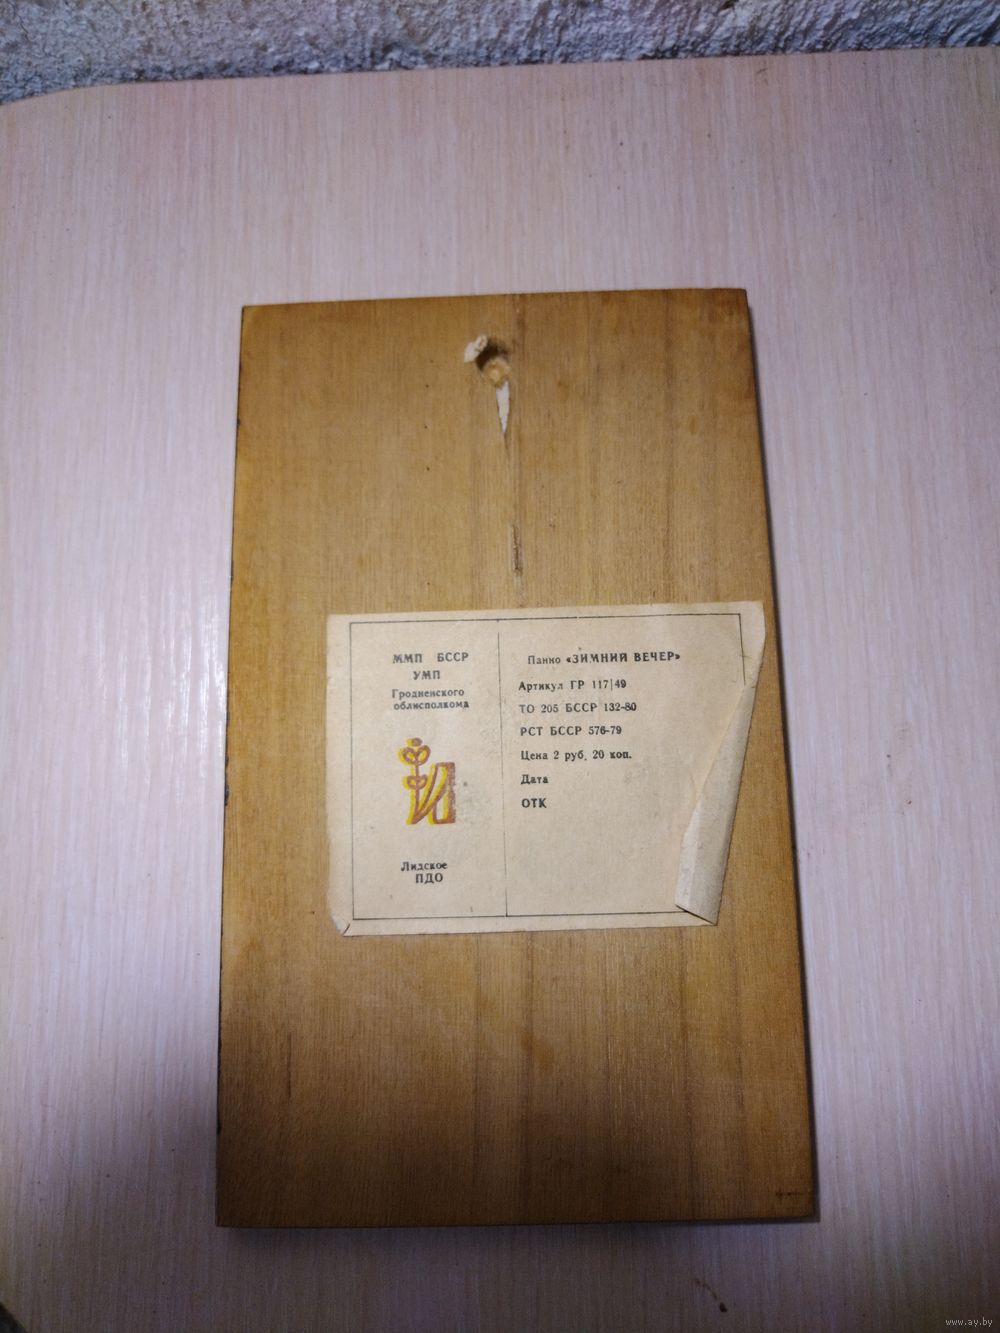 ММП БССР
УМП
Гродненского
облисполкома
Лидское
ПДО
Панно «ЗИМНИЙ ВЕЧЕР»
Артикул ГР 117|49
ТО 205 БССР 132-80
РСТ БССР 576-79
Цена 2 руб. 20 коп.
Дата
ОТК
www.ay.by